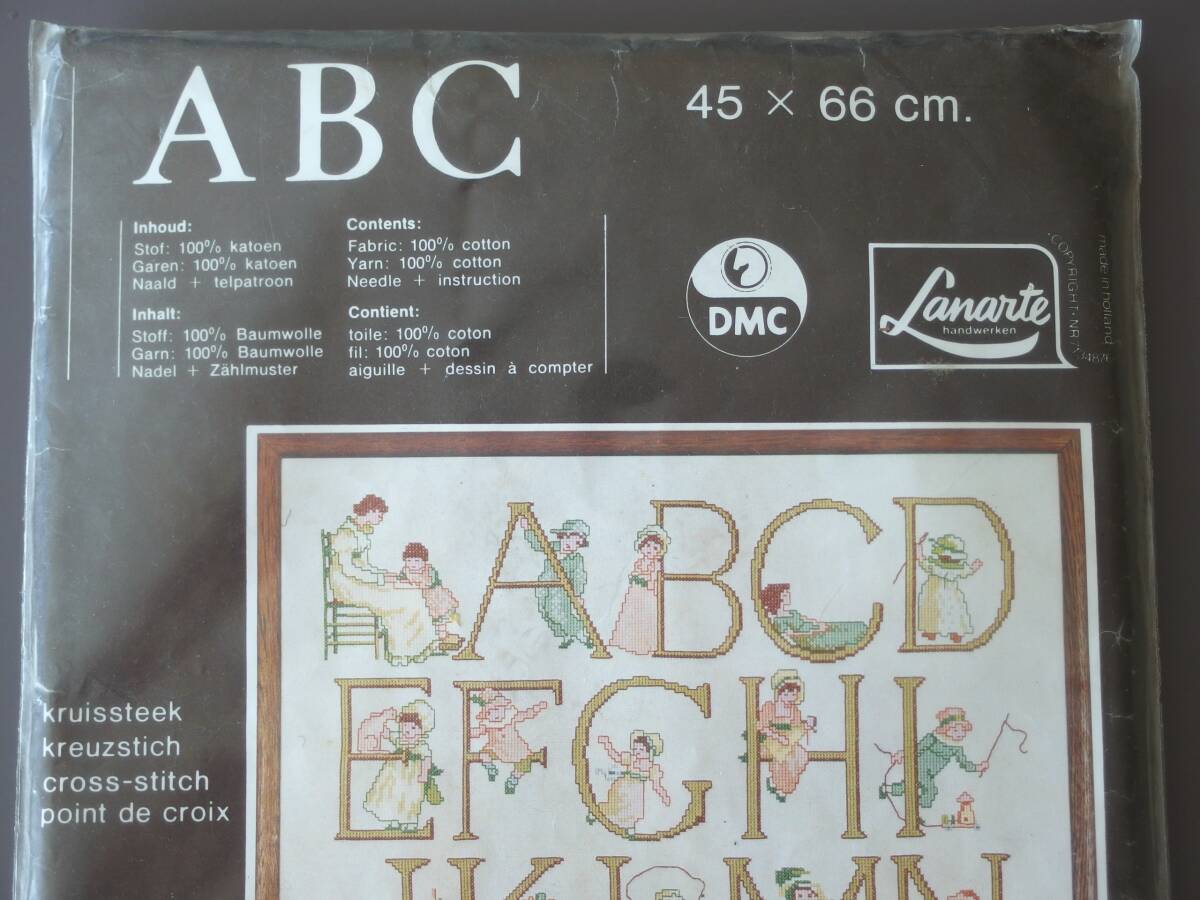 ABC
45 × 66 cm.
Inhoud:
Stof: 100% katoen
Garen: 100% katoen
Naald + telpatroon
Contents:
Fabric: 100% cotton
Yarn: 100% cotton
Needle + instruction
Inhalt:
Stoff: 100% Baumwolle
Garn: 100% Baumwolle
Nadel + Zählmuster
Contient:
toile: 100% coton
fil: 100% coton
aiguille + dessin à compter
DMC
Lanarte
handwerken
made in holland
COPYRIGHT
kruissteek
kreuzstich
cross-stitch
point de croix
ABCD
EFGHI
JKLMN